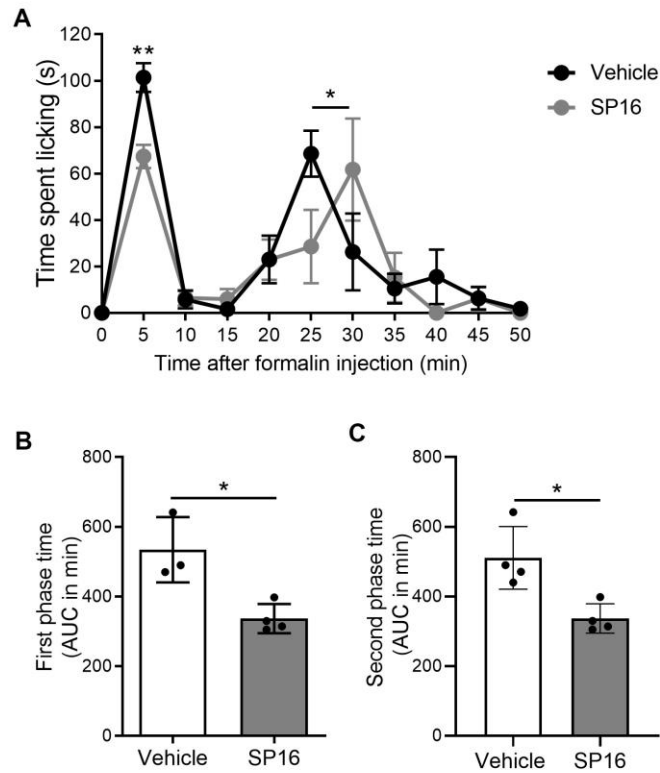 A
120
100
80
60
40
20
0
Time spent licking (s)
**
*
Vehicle
SP16
0 5 10 15 20 25 30 35 40 45 50
Time after formalin injection (min)
B
800
600
400
200
0
First phase time
(AUC in min)
*
Vehicle SP16
C
800
600
400
200
0
Second phase time
(AUC in min)
*
Vehicle SP16